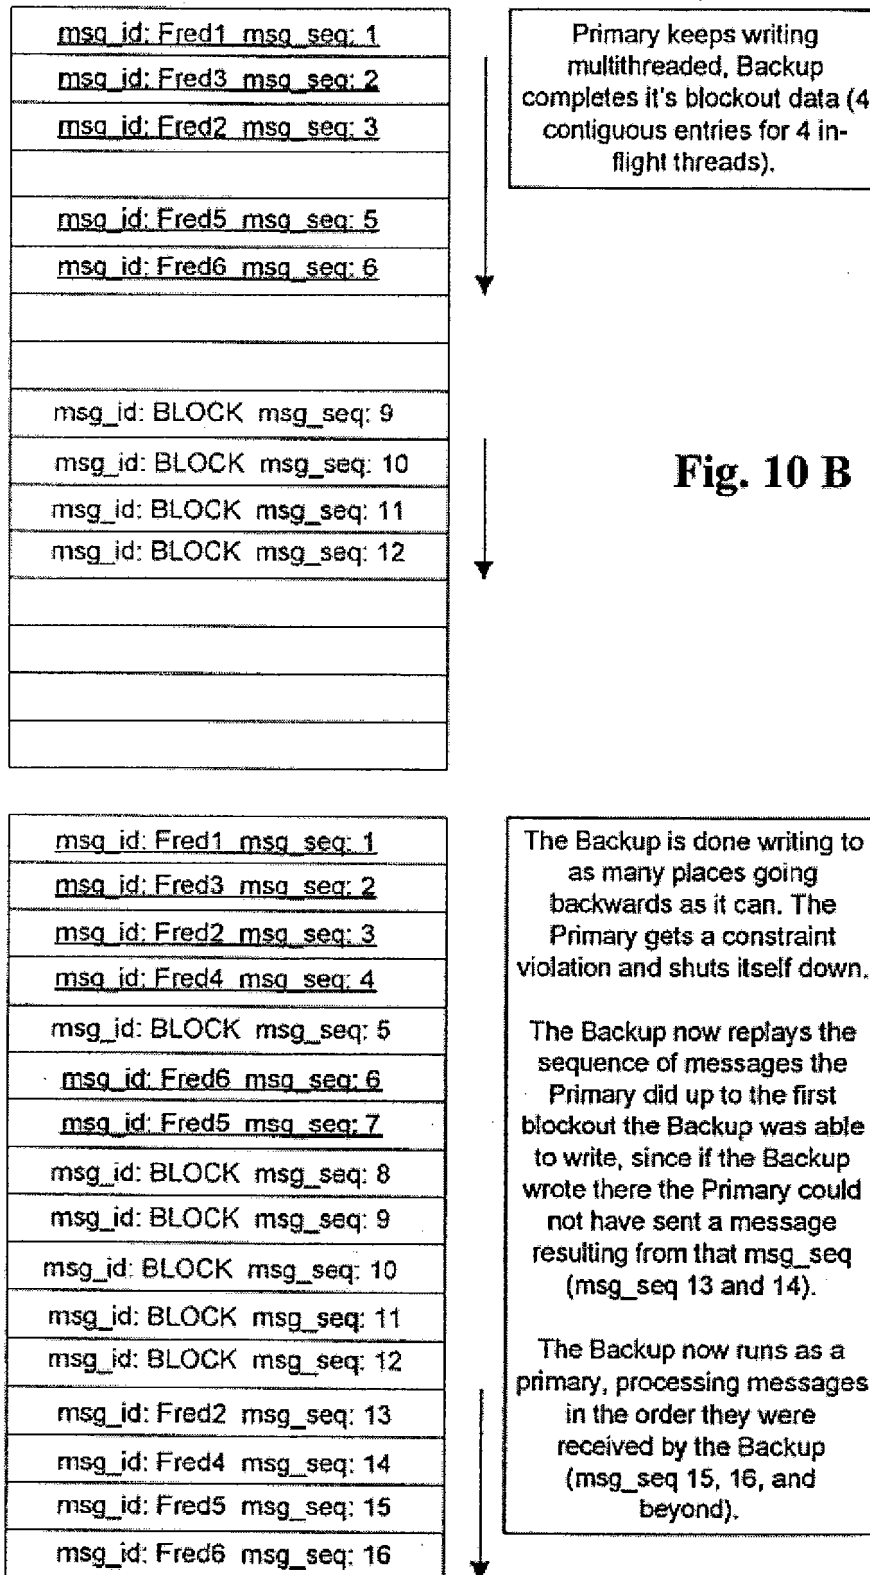 msg_id: Fred1 msg_seq: 1
msg_id: Fred3 msg_seq: 2
msg_id: Fred2 msg_seq: 3
msg_id: Fred5 msg_seq: 5
msg_id: Fred6 msg_seq: 6
msg_id: BLOCK msg_seq: 9
msg_id: BLOCK msg_seq: 10
msg_id: BLOCK msg_seq: 11
msg_id: BLOCK msg_seq: 12
Primary keeps writing
multithreaded, Backup
completes it's blockout data (4
contiguous entries for 4 in-
flight threads).
Fig. 10 B
msg_id: Fred1 msg_seq: 1
msg_id: Fred3 msg_seq: 2
msg_id: Fred2 msg_seq: 3
msg_id: Fred4 msg_seq: 4
msg_id: BLOCK msg_seq: 5
msg_id: Fred6 msg_seq: 6
msg_id: Fred5 msg_seq: 7
msg_id: BLOCK msg_seq: 8
msg_id: BLOCK msg_seq: 9
msg_id: BLOCK msg_seq: 10
msg_id: BLOCK msg_seq: 11
msg_id: BLOCK msg_seq: 12
msg_id: Fred2 msg_seq: 13
msg_id: Fred4 msg_seq: 14
msg_id: Fred5 msg_seq: 15
msg_id: Fred6 msg_seq: 16
The Backup is done writing to
as many places going
backwards as it can. The
Primary gets a constraint
violation and shuts itself down.
The Backup now replays the
sequence of messages the
Primary did up to the first
blockout the Backup was able
to write, since if the Backup
wrote there the Primary could
not have sent a message
resulting from that msg_seq
(msg_seq 13 and 14).
The Backup now runs as a
primary, processing messages
in the order they were
received by the Backup
(msg_seq 15, 16, and
beyond).